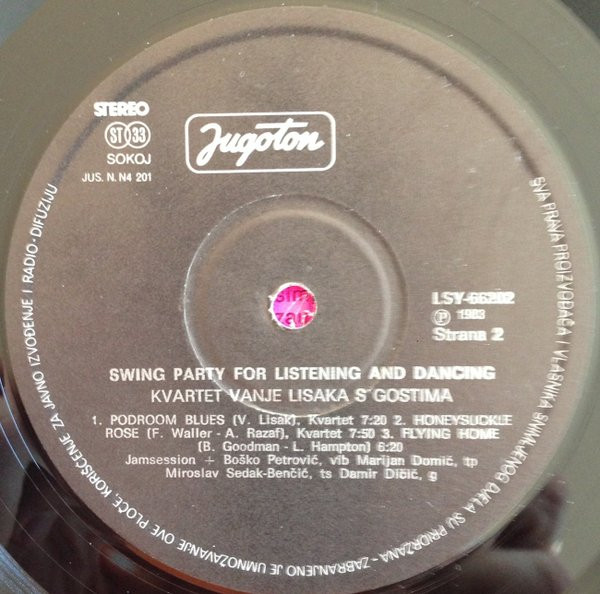 STEREO
ST 33
SOKOJ
JUS. N. N4 201
Jugoton
LSY-66202
℗ 1983
Strana 2
SWING PARTY FOR LISTENING AND DANCING
KVARTET VANJE LISAKA S GOSTIMA
1. PODROOM BLUES (V. Lisak), Kvartet 7:20 2. HONEYSUCKLE
ROSE (F. Waller - A. Razaf), Kvartet 7:50 3. FLYING HOME
(B. Goodman - L. Hampton) 6:20
Jamsession + Boško Petrović, vib Marijan Domić, tp
Miroslav Sedak-Benčić, ts Damir Dičić, g
SVA PRAVA PROIZVOĐAČA I VLASNIKA SNIMLJENOG DJELA SU PRIDRŽANA - ZABRANJENO JE UMNOŽAVANJE OVE PLOČE, KORIŠĆENJE ZA JAVNO IZVOĐENJE I RADIO-DIFUZIJU